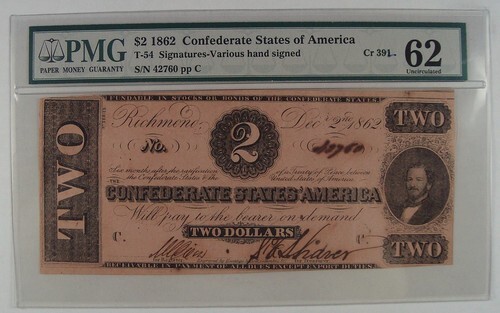 PMG
PAPER MONEY GUARANTY
$2 1862 Confederate States of America
T-54 Signatures-Various hand signed
S/N 42760 pp C
Cr 391
62
Uncirculated
FUNDABLE IN STOCKS OR BONDS OF THE CONFEDERATE STATES
Richmond Dec 2nd 1862
TWO
TWO
No. 2 42760
Six months after the ratification of a Treaty of Peace between
the Confederate States & the United States of America
THE
CONFEDERATE STATES OF AMERICA
Will pay to the bearer on demand
TWO DOLLARS
C. C.
TWO
RECEIVABLE IN PAYMENT OF ALL DUES EXCEPT EXPORT DUTIES